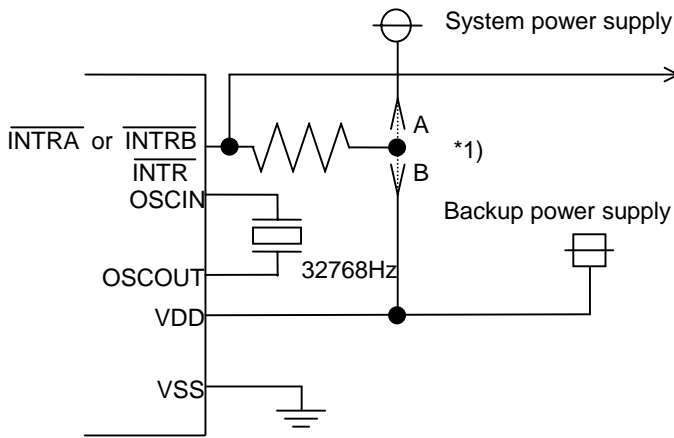 System power supply
A
INTRA or INTRB
*1)
INTR
B
OSCIN
Backup power supply
OSCOUT
32768Hz
VDD
VSS